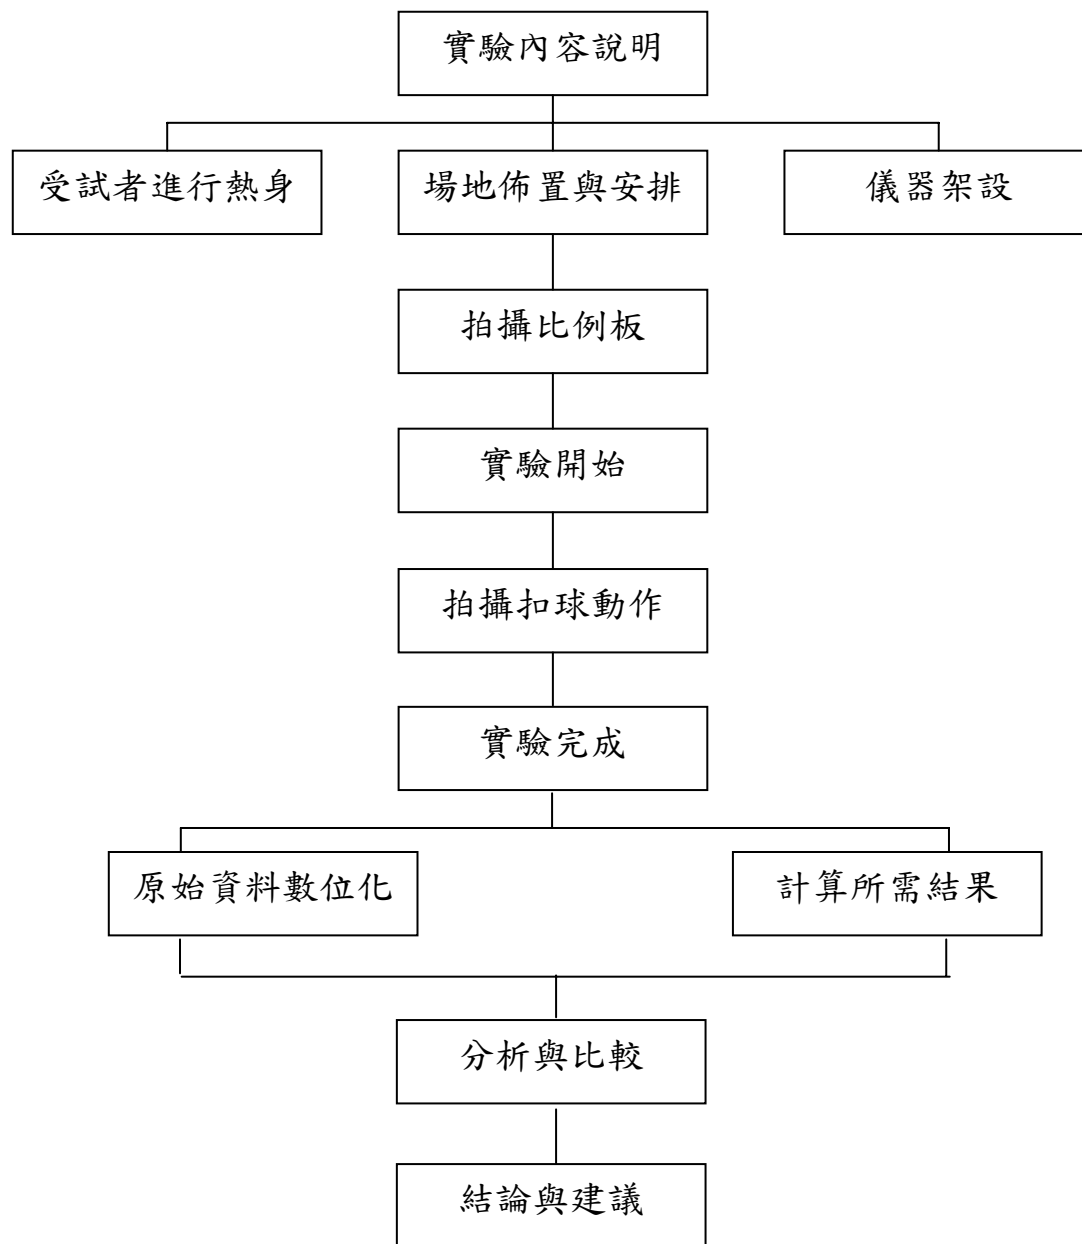 實驗內容說明
受試者進行熱身
場地佈置與安排
儀器架設
拍攝比例板
實驗開始
拍攝扣球動作
實驗完成
原始資料數位化
計算所需結果
分析與比較
結論與建議